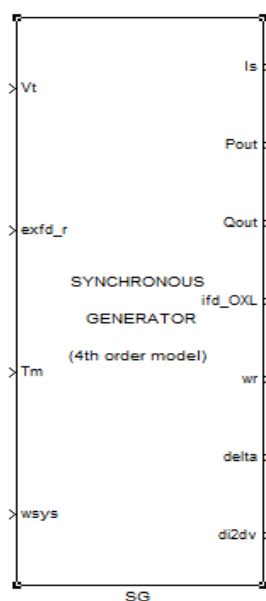 Is
Vt
Pout
Qout
exfd_r
SYNCHRONOUS
ifd_OXL
GENERATOR
(4th order model)
Tm
wr
delta
wsys
di2dv
SG